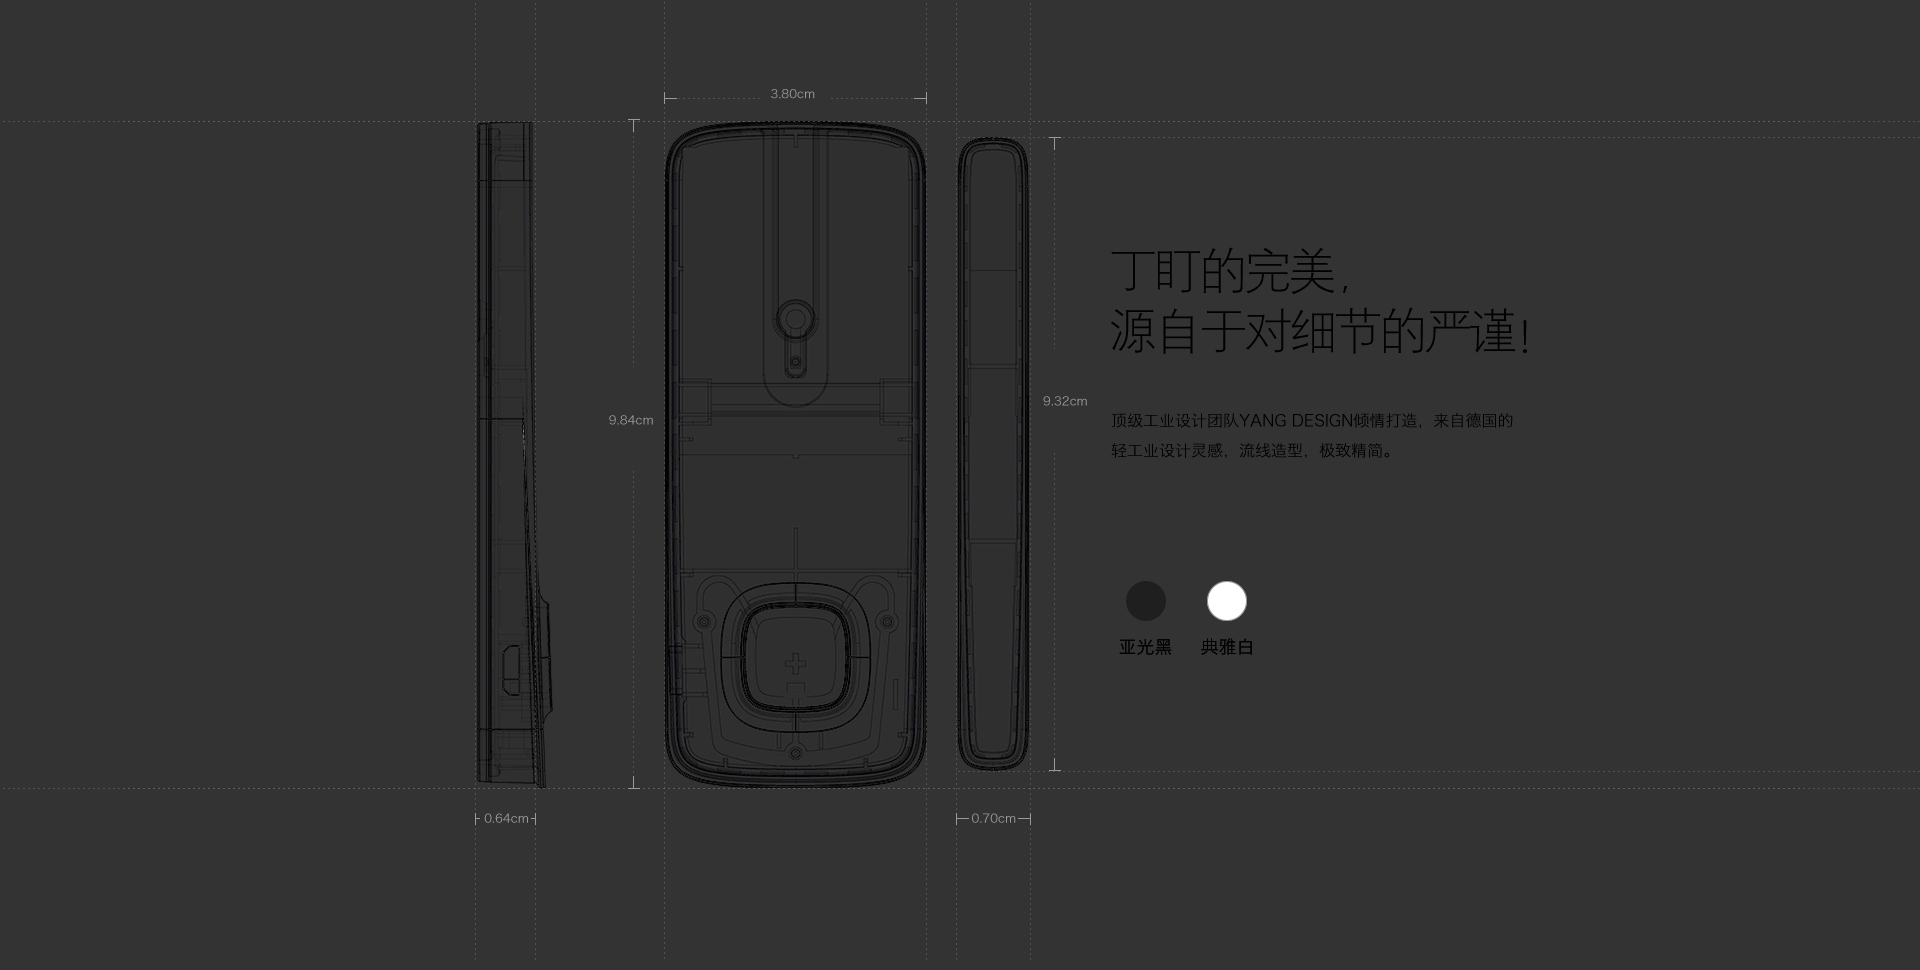 3.80cm
丁盯的完美，
源自于对细节的严谨！
9.32cm
9.84cm
顶级工业设计团队YANG DESIGN倾情打造，来自德国的
轻工业设计灵感，流线造型，极致精简。
亚光黑 典雅白
0.64cm
0.70cm